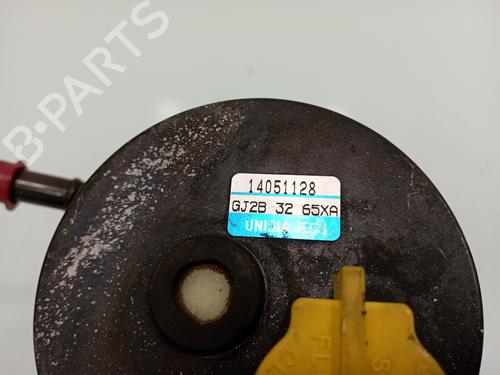 B-PARTS
14051128
GJ2B 32 65XA
UNISIA JECS